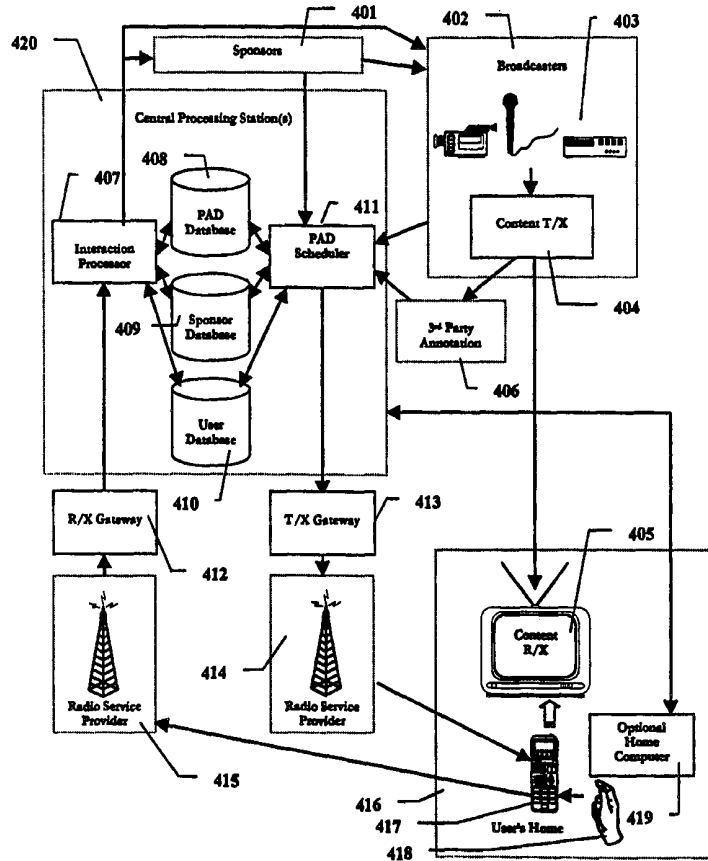 401
402
403
420
Sponsors
Broadcasters
Central Processing Station(s)
408
407
411
PAD
Database
PAD
Scheduler
Interaction
Processor
Content T/X
404
409
Sponsor
Database
3rd Party
Annotation
406
User
Database
410
R/X Gateway
412
T/X Gateway
413
405
Content
R/X
414
Radio Service
Provider
415
Radio Service
Provider
Optional
Home
Computer
416
417
User's Home
418
419